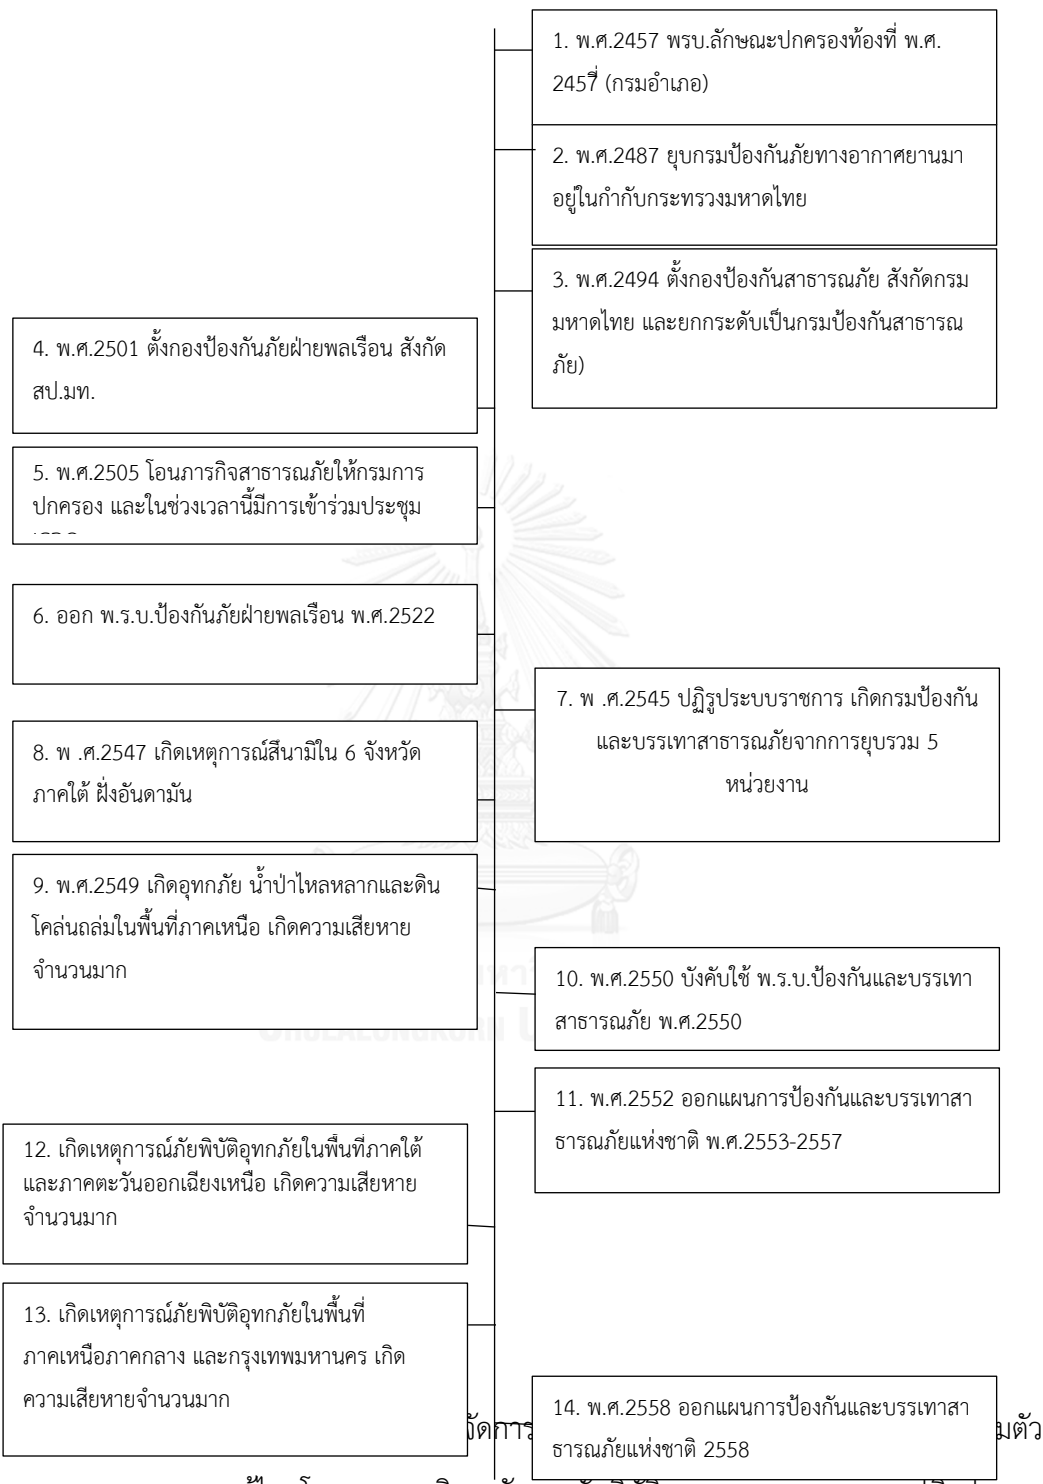 1. พ.ศ.2457 พรบ.ลักษณะปกครองท้องที่ พ.ศ.
2457ี่ (กรมอำเภอ)
2. พ.ศ.2487 ยุบกรมป้องกันภัยทางอากาศยานมา
อยู่ในกำกับกระทรวงมหาดไทย
3. พ.ศ.2494 ตั้งกองป้องกันสาธารณภัย สังกัดกรม
มหาดไทย และยกกระดับเป็นกรมป้องกันสาธารณ
ภัย)
4. พ.ศ.2501 ตั้งกองป้องกันภัยฝ่ายพลเรือน สังกัด
สป.มท.
5. พ.ศ.2505 โอนภารกิจสาธารณภัยให้กรมการ
ปกครอง และในช่วงเวลานี้มีการเข้าร่วมประชุม
6. ออก พ.ร.บ.ป้องกันภัยฝ่ายพลเรือน พ.ศ.2522
7. พ .ศ.2545 ปฏิรูประบบราชการ เกิดกรมป้องกัน
และบรรเทาสาธารณภัยจากการยุบรวม 5
หน่วยงาน
8. พ .ศ.2547 เกิดเหตุการณ์สึนามิใน 6 จังหวัด
ภาคใต้ ฝั่งอันดามัน
9. พ.ศ.2549 เกิดอุทกภัย น้ำป่าไหลหลากและดิน
โคล่นถล่มในพื้นที่ภาคเหนือ เกิดความเสียหาย
จำนวนมาก
10. พ.ศ.2550 บังคับใช้ พ.ร.บ.ป้องกันและบรรเทา
สาธารณภัย พ.ศ.2550
11. พ.ศ.2552 ออกแผนการป้องกันและบรรเทาสา
ธารณภัยแห่งชาติ พ.ศ.2553-2557
12. เกิดเหตุการณ์ภัยพิบัติอุทกภัยในพื้นที่ภาคใต้
และภาคตะวันออกเฉียงเหนือ เกิดความเสียหาย
จำนวนมาก
13. เกิดเหตุการณ์ภัยพิบัติอุทกภัยในพื้นที่
ภาคเหนือภาคกลาง และกรุงเทพมหานคร เกิด
ความเสียหายจำนวนมาก
14. พ.ศ.2558 ออกแผนการป้องกันและบรรเทาสา
ธารณภัยแห่งชาติ 2558